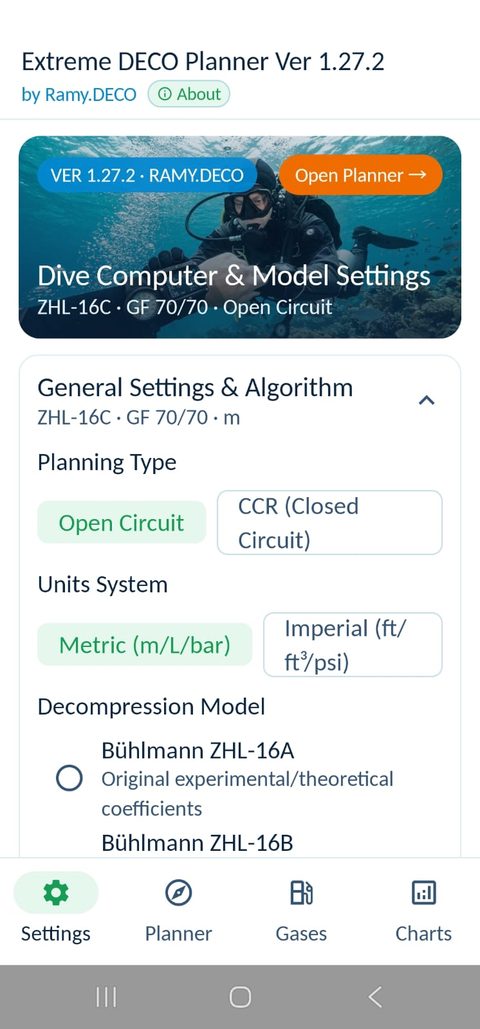 Extreme DECO Planner Ver 1.27.2
by Ramy.DECO
About
VER 1.27.2 · RAMY.DECO
Open Planner →
Dive Computer & Model Settings
ZHL-16C · GF 70/70 · Open Circuit
General Settings & Algorithm
ZHL-16C · GF 70/70 · m
Planning Type
Open Circuit
CCR (Closed
Circuit)
Units System
Metric (m/L/bar)
Imperial (ft/
ft³/psi)
Decompression Model
Bühlmann ZHL-16A
Original experimental/theoretical
coefficients
Bühlmann ZHL-16B
Settings
Planner
Gases
Charts